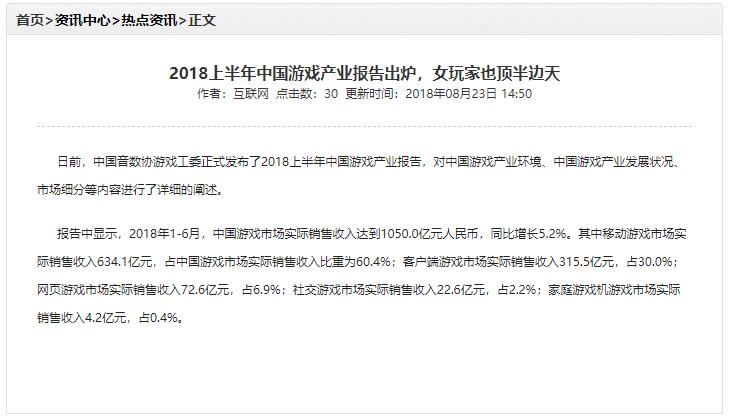 首页>资讯中心>热点资讯>正文
2018上半年中国游戏产业报告出炉，女玩家也顶半边天
作者：互联网 点击数：30 更新时间：2018年08月23日 14:50
日前，中国音数协游戏工委正式发布了2018上半年中国游戏产业报告，对中国游戏产业环境、中国游戏产业发展状况、
市场细分等内容进行了详细的阐述。
报告中显示，2018年1-6月，中国游戏市场实际销售收入达到1050.0亿元人民币，同比增长5.2%。其中移动游戏市场实
际销售收入634.1亿元，占中国游戏市场实际销售收入比重为60.4%；客户端游戏市场实际销售收入315.5亿元，占30.0%；
网页游戏市场实际销售收入72.6亿元，占6.9%；社交游戏市场实际销售收入22.6亿元，占2.2%；家庭游戏机游戏市场实际
销售收入4.2亿元，占0.4%。